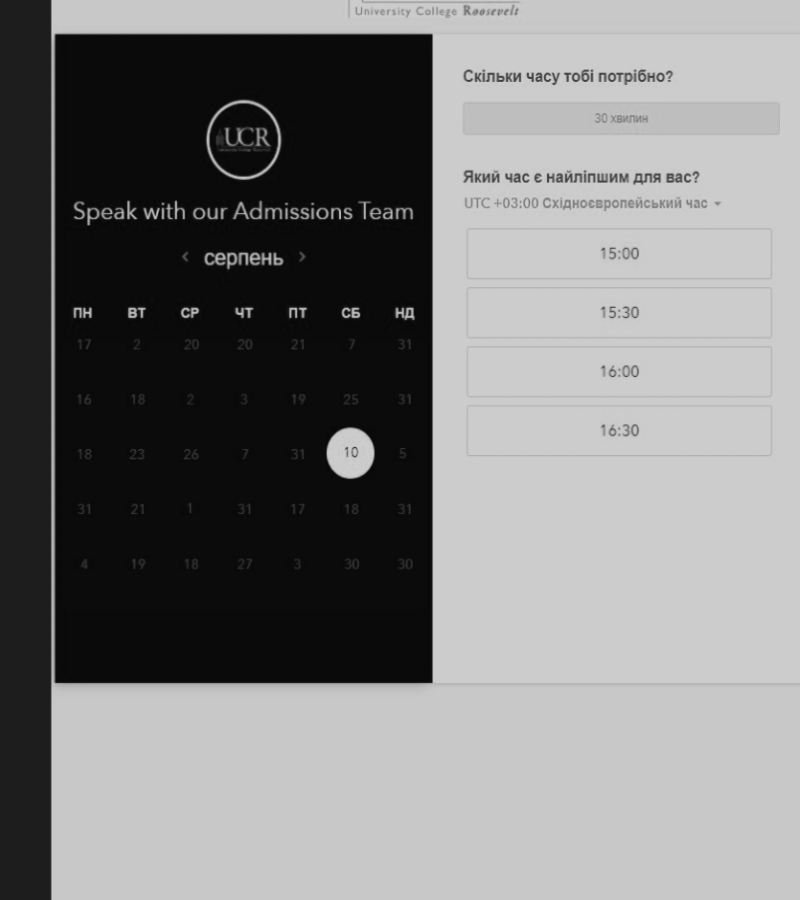 University College Roosevelt
UCR
Speak with our Admissions Team
‹ серпень ›
ПН ВТ СР ЧТ ПТ СБ НД
17 2 20 20 21 7 31
16 18 2 3 19 25 31
18 23 26 7 31 10 5
31 21 1 31 17 18 31
4 19 18 27 3 30 30
Скільки часу тобі потрібно?
30 хвилин
Який час є найліпшим для вас?
UTC +03:00 Східноєвропейський час
15:00
15:30
16:00
16:30